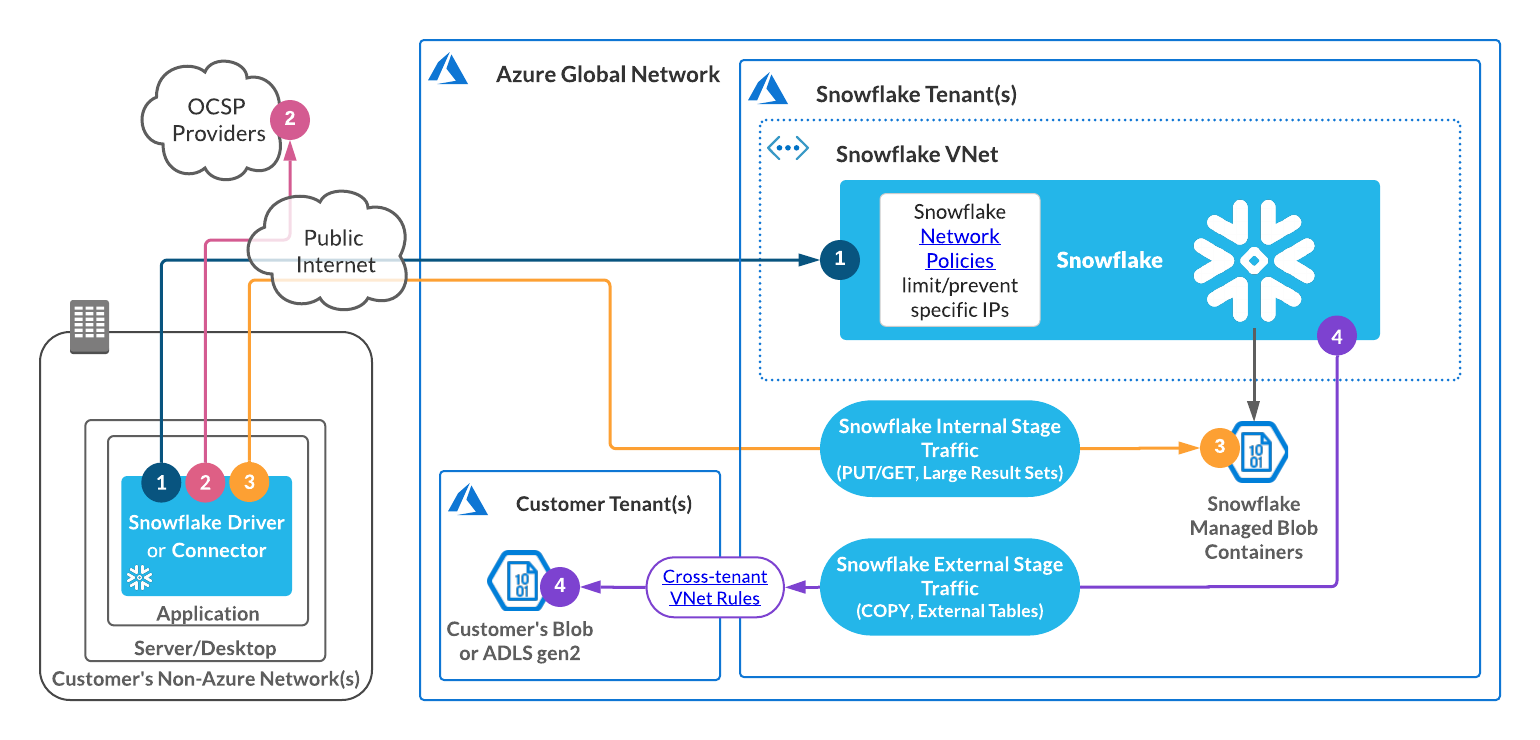 OCSP
Providers
2
Public
Internet
Azure Global Network
Snowflake Tenant(s)
Snowflake VNet
1
Snowflake
Network
Policies
limit/prevent
specific IPs
Snowflake
4
Snowflake Internal Stage
Traffic
(PUT/GET, Large Result Sets)
3
10
01
Snowflake
Managed Blob
Containers
Snowflake External Stage
Traffic
(COPY, External Tables)
Cross-tenant
VNet Rules
Customer Tenant(s)
10
01
4
Customer's Blob
or ADLS gen2
1
2
3
Snowflake Driver
or Connector
Application
Server/Desktop
Customer's Non-Azure Network(s)